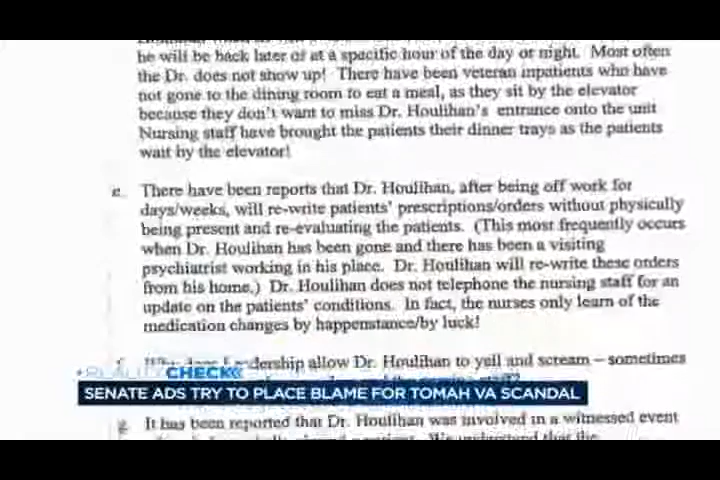 he will be back later or at a specific hour of the day or night. Most often
the Dr. does not show up! There have been veteran inpatients who have
not gone to the dining room to eat a meal, as they sit by the elevator
because they don't want to miss Dr. Houlihan's entrance onto the unit
Nursing staff have brought the patients their dinner trays as the patients
wait by the elevator!
e. There have been reports that Dr. Houlihan, after being off work for
days/weeks, will re-write patients' prescriptions/orders without physically
being present and re-evaluating the patients. (This most frequently occurs
when Dr. Houlihan has been gone and there has been a visiting
psychiatrist working in his place. Dr. Houlihan will re-write these orders
from his home.) Dr. Houlihan does not telephone the nursing staff for an
update on the patients' conditions. In fact, the nurses only learn of the
medication changes by happenstance/by luck!
leadership allow Dr. Houlihan to yell and scream – sometimes
REALITY CHECK
SENATE ADS TRY TO PLACE BLAME FOR TOMAH VA SCANDAL
g. It has been reported that Dr. Houlihan was involved in a witnessed event